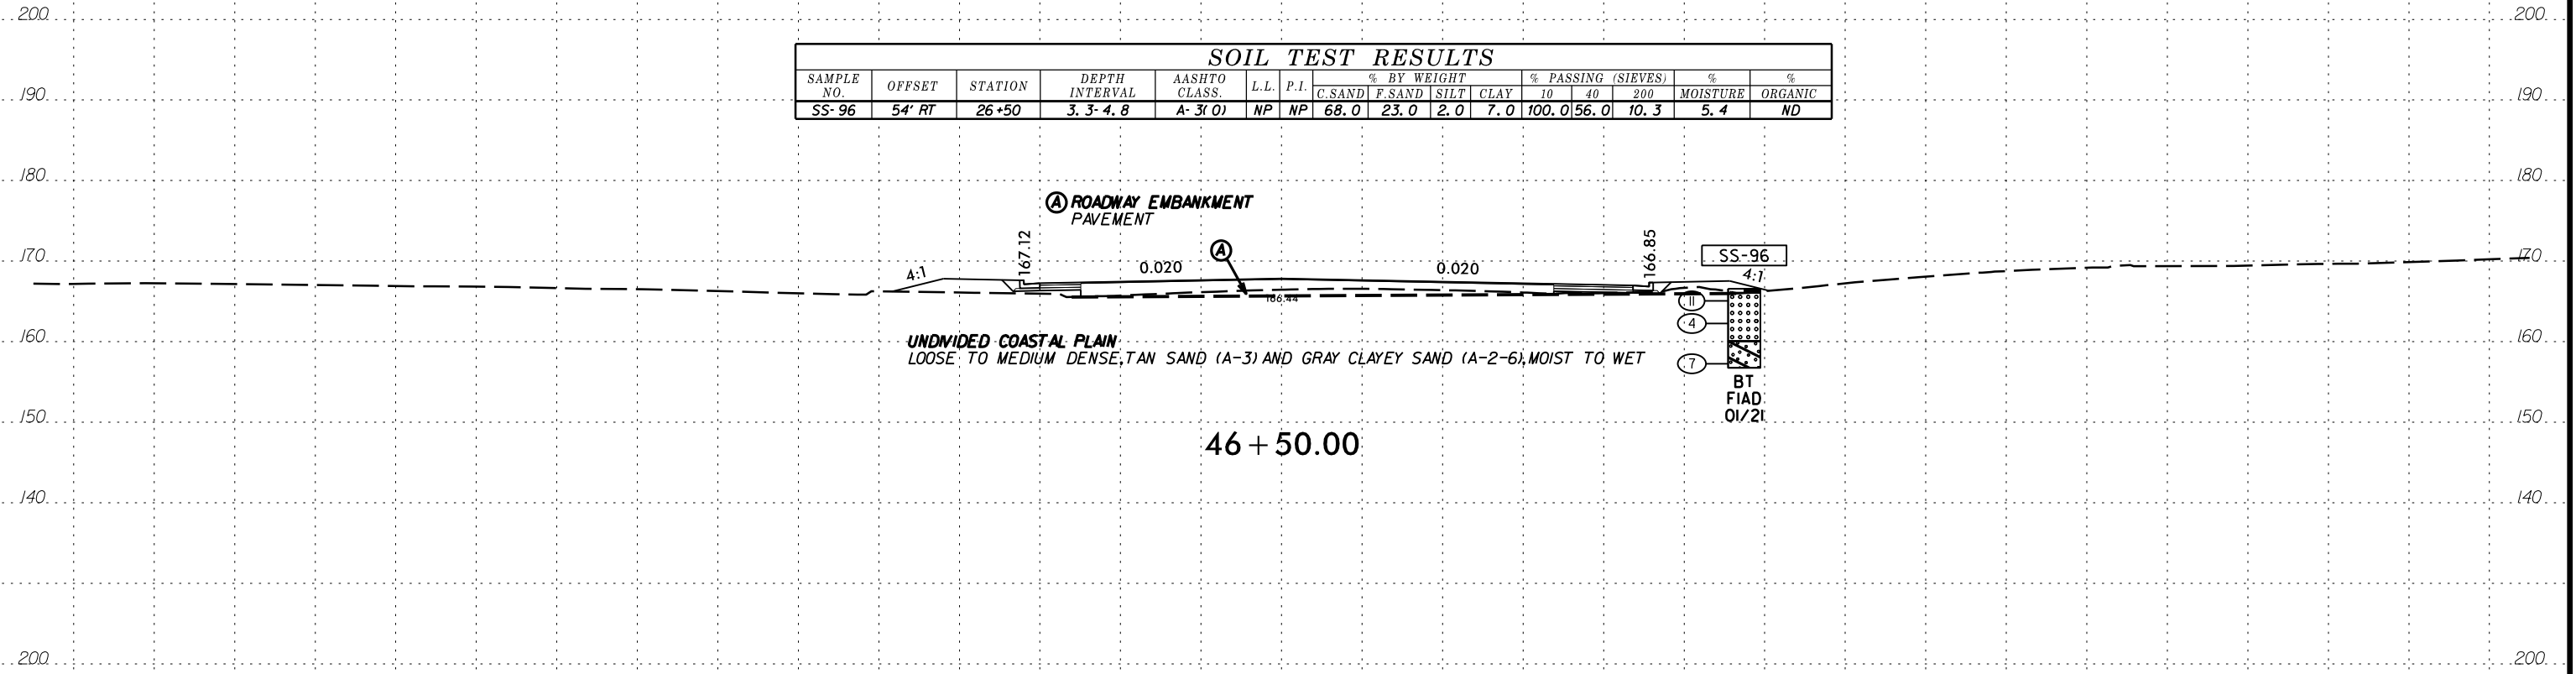 200 200
SOIL TEST RESULTS
SAMPLE NO. OFFSET STATION DEPTH INTERVAL AASHTO CLASS. L.L. P.I. % BY WEIGHT % PASSING (SIEVES) % MOISTURE % ORGANIC
C.SAND F.SAND SILT CLAY 10 40 200
190 190
SS-96 54' RT 26+50 3.3-4.8 A-3(0) NP NP 68.0 23.0 2.0 7.0 100.0 56.0 10.3 5.4 ND
180 180
A ROADWAY EMBANKMENT
PAVEMENT
167.12 A 166.85
170 SS-96 170
4:1 0.020 0.020 4:1
166.44 11
4
160 160
UNDIVIDED COASTAL PLAIN
LOOSE TO MEDIUM DENSE, TAN SAND (A-3) AND GRAY CLAYEY SAND (A-2-6), MOIST TO WET
7
BT
FIAD
01/21
150 150
46+50.00
140 140
200 200